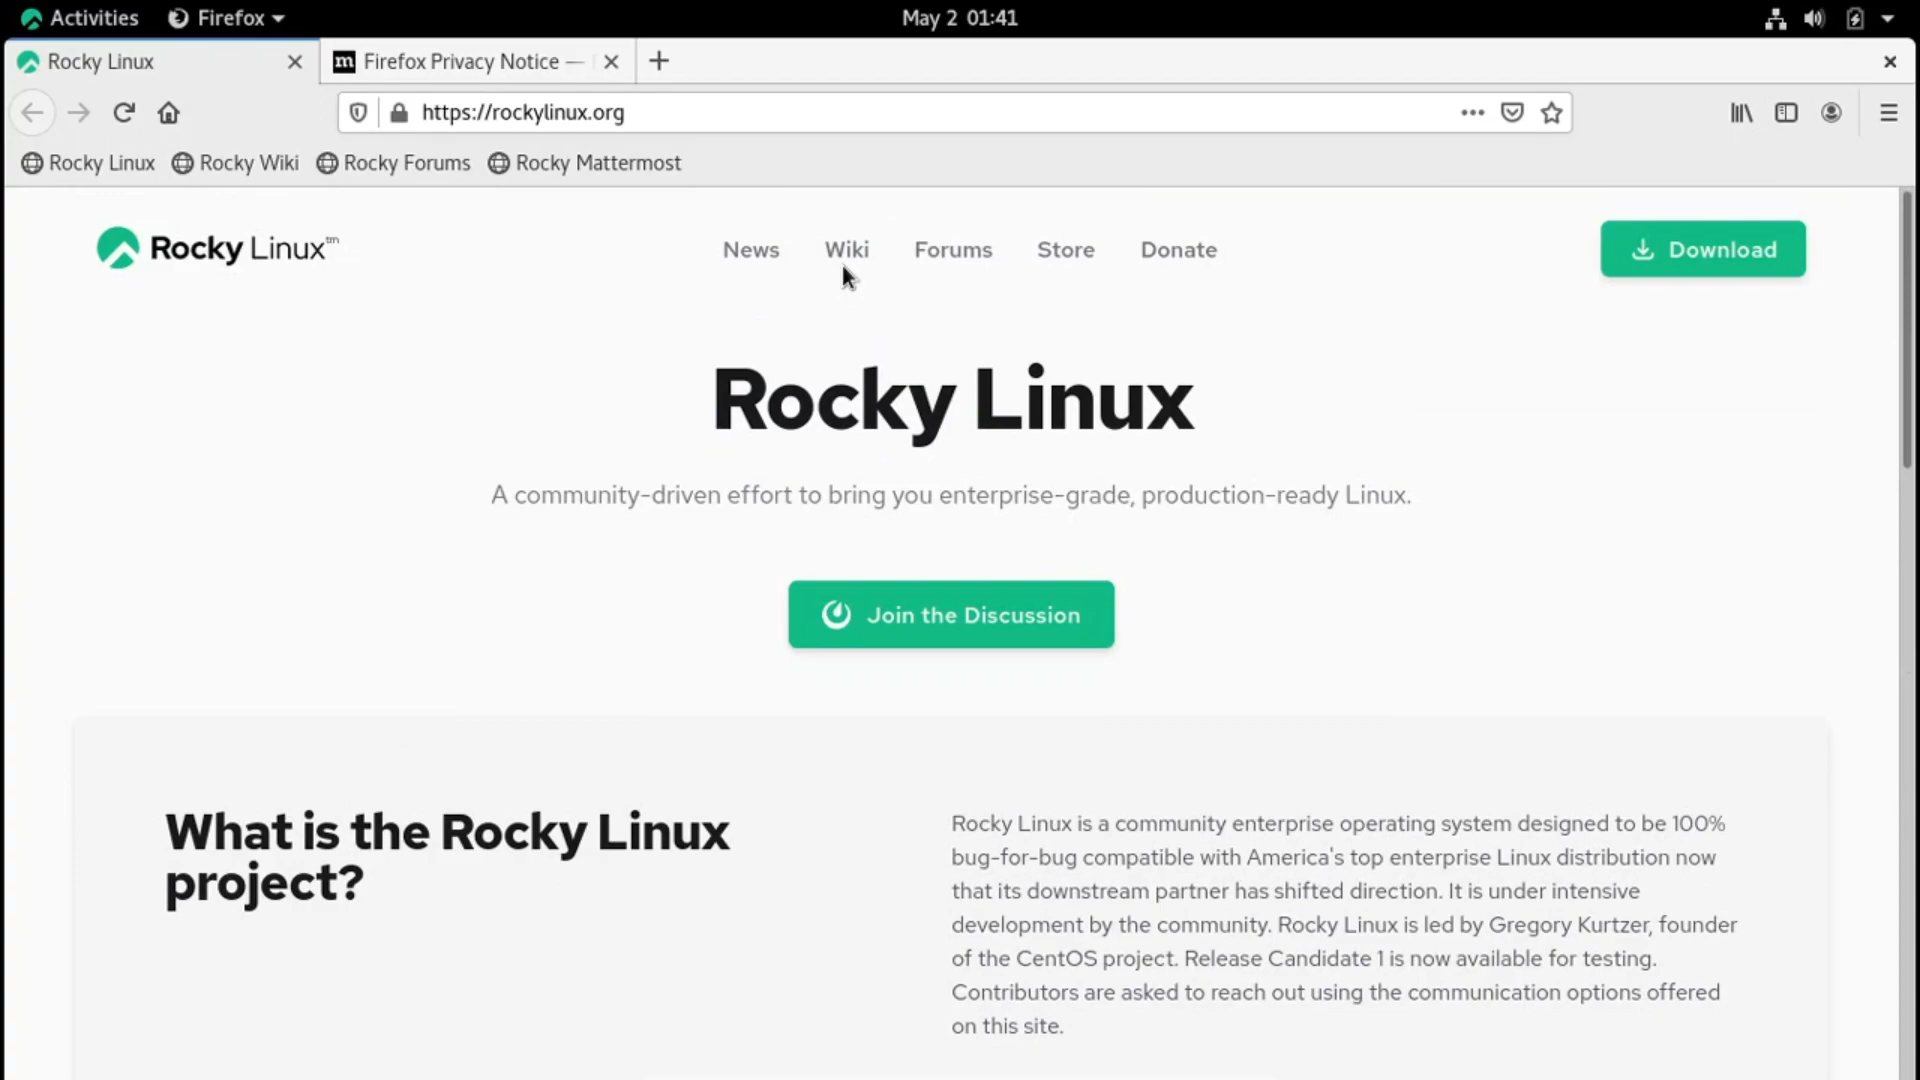 Activities Firefox May 2 01:41
Rocky Linux Firefox Privacy Notice —
https://rockylinux.org
Rocky Linux Rocky Wiki Rocky Forums Rocky Mattermost
Rocky Linux™ News Wiki Forums Store Donate Download
Rocky Linux
A community-driven effort to bring you enterprise-grade, production-ready Linux.
Join the Discussion
What is the Rocky Linux
project?
Rocky Linux is a community enterprise operating system designed to be 100%
bug-for-bug compatible with America's top enterprise Linux distribution now
that its downstream partner has shifted direction. It is under intensive
development by the community. Rocky Linux is led by Gregory Kurtzer, founder
of the CentOS project. Release Candidate 1 is now available for testing.
Contributors are asked to reach out using the communication options offered
on this site.